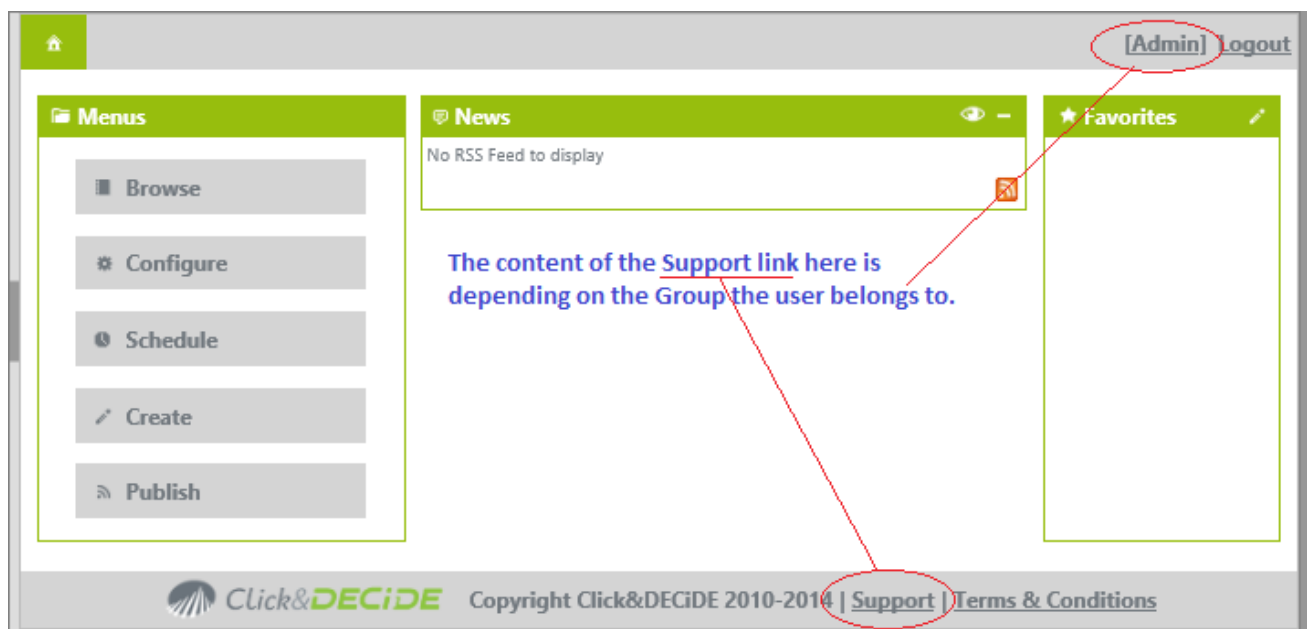 [Admin] Logout
Menus
Browse
Configure
Schedule
Create
Publish
News
No RSS Feed to display
Favorites
The content of the Support link here is
depending on the Group the user belongs to.
Click&DECiDE Copyright Click&DECiDE 2010-2014 | Support | Terms & Conditions